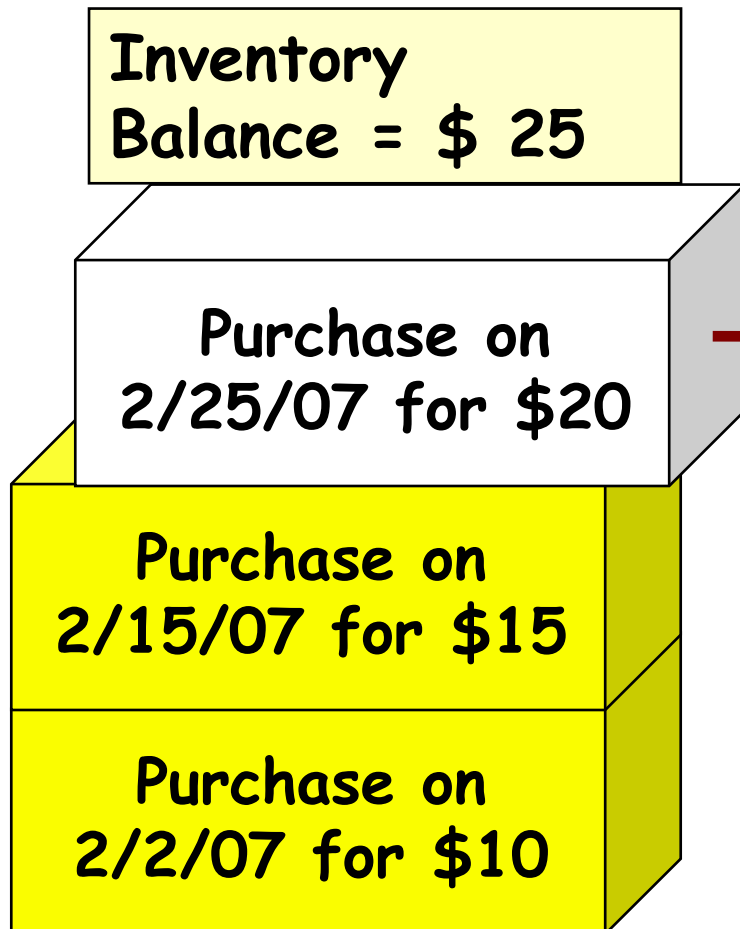 Inventory
Balance = $ 25
Purchase on
2/25/07 for $20
Purchase on
2/15/07 for $15
Purchase on
2/2/07 for $10